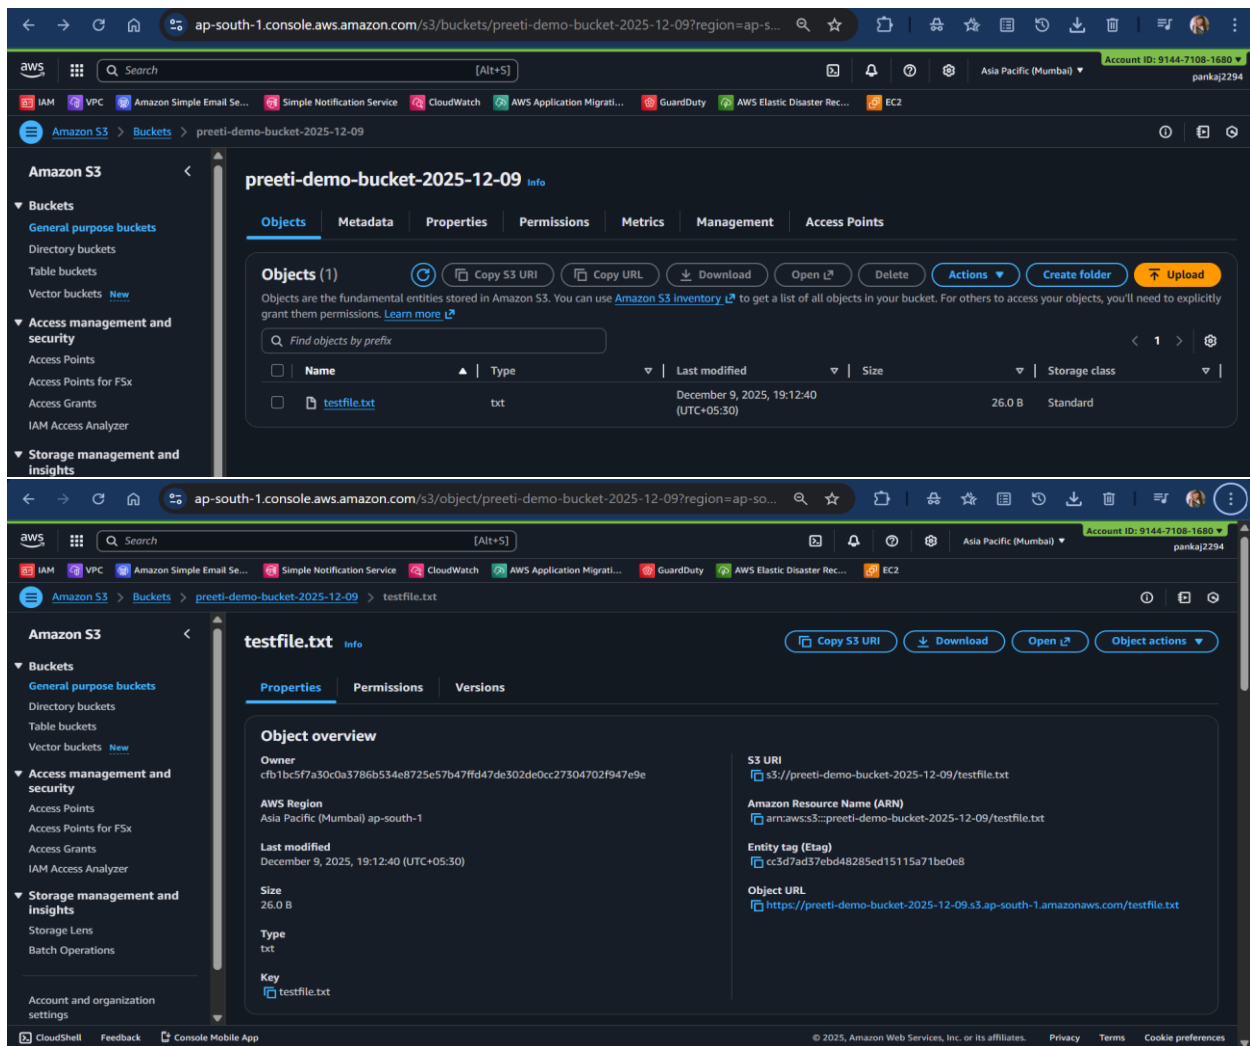 ap-south-1.console.aws.amazon.com/s3/buckets/preeti-demo-bucket-2025-12-09?region=ap-s...
aws
Search [Alt+S]
Asia Pacific (Mumbai) ▼
Account ID: 9144-7108-1680 ▼
pankaj2294
IAM VPC Amazon Simple Email Se... Simple Notification Service CloudWatch AWS Application Migrati... GuardDuty AWS Elastic Disaster Rec... EC2
Amazon S3 > Buckets > preeti-demo-bucket-2025-12-09
Amazon S3
Buckets
General purpose buckets
Directory buckets
Table buckets
Vector buckets New
Access management and
security
Access Points
Access Points for FSx
Access Grants
IAM Access Analyzer
Storage management and
insights
preeti-demo-bucket-2025-12-09 Info
Objects Metadata Properties Permissions Metrics Management Access Points
Objects (1) Copy S3 URI Copy URL Download Open Delete Actions ▼ Create folder Upload
Objects are the fundamental entities stored in Amazon S3. You can use Amazon S3 inventory to get a list of all objects in your bucket. For others to access your objects, you'll need to explicitly
grant them permissions. Learn more
Find objects by prefix
< 1 >
Name Type Last modified Size Storage class
testfile.txt txt December 9, 2025, 19:12:40 26.0 B Standard
(UTC+05:30)
ap-south-1.console.aws.amazon.com/s3/object/preeti-demo-bucket-2025-12-09?region=ap-so...
aws
Search [Alt+S]
Asia Pacific (Mumbai) ▼
Account ID: 9144-7108-1680 ▼
pankaj2294
IAM VPC Amazon Simple Email Se... Simple Notification Service CloudWatch AWS Application Migrati... GuardDuty AWS Elastic Disaster Rec... EC2
Amazon S3 > Buckets > preeti-demo-bucket-2025-12-09 > testfile.txt
Amazon S3
Buckets
General purpose buckets
Directory buckets
Table buckets
Vector buckets New
Access management and
security
Access Points
Access Points for FSx
Access Grants
IAM Access Analyzer
Storage management and
insights
Storage Lens
Batch Operations
Account and organization
settings
testfile.txt Info
Copy S3 URI Download Open Object actions ▼
Properties Permissions Versions
Object overview
Owner
cfb1bc5f7a30c0a3786b534e8725e57b47ffd47de302de0cc27304702f947e9e
AWS Region
Asia Pacific (Mumbai) ap-south-1
Last modified
December 9, 2025, 19:12:40 (UTC+05:30)
Size
26.0 B
Type
txt
Key
testfile.txt
S3 URI
s3://preeti-demo-bucket-2025-12-09/testfile.txt
Amazon Resource Name (ARN)
arn:aws:s3:::preeti-demo-bucket-2025-12-09/testfile.txt
Entity tag (Etag)
cc3d7ad37ebd48285ed15115a71be0e8
Object URL
https://preeti-demo-bucket-2025-12-09.s3.ap-south-1.amazonaws.com/testfile.txt
CloudShell Feedback Console Mobile App © 2025, Amazon Web Services, Inc. or its affiliates. Privacy Terms Cookie preferences